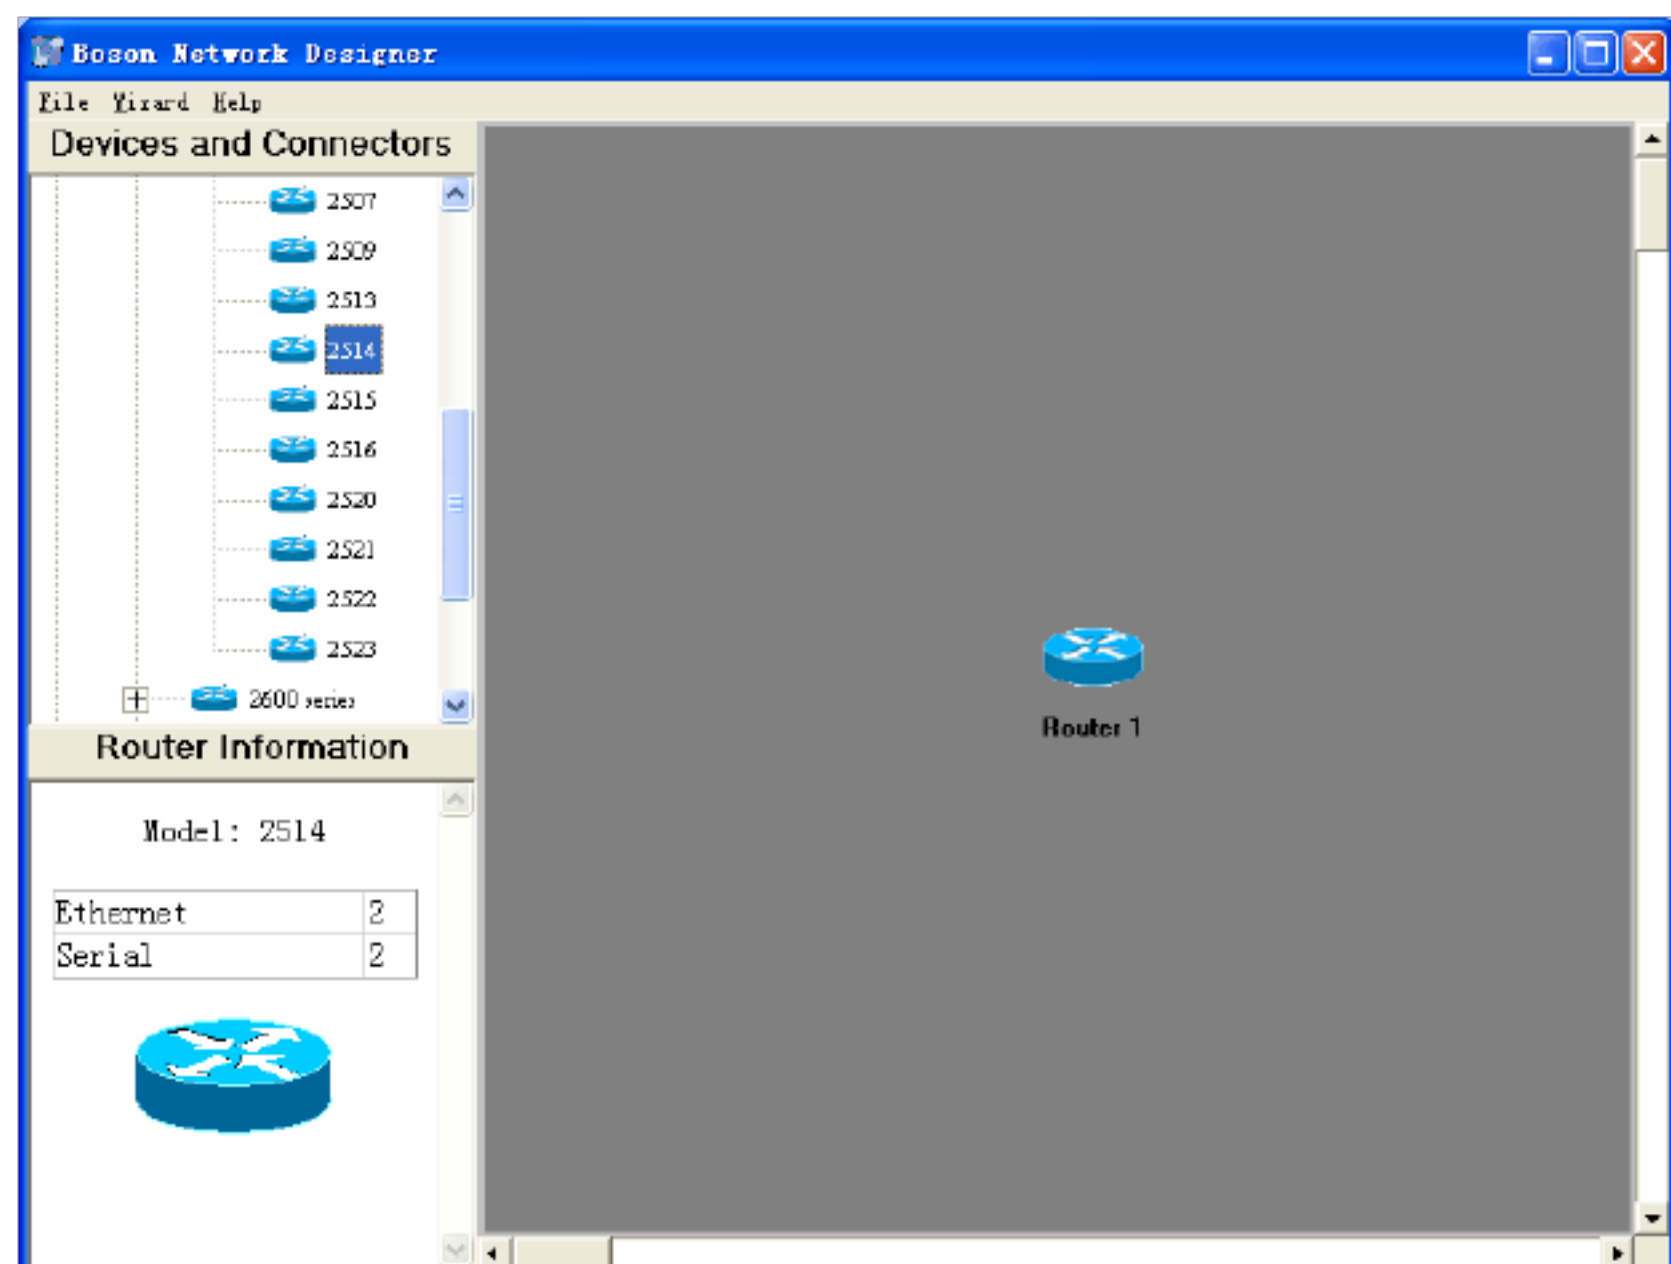 Boson Network Designer
File Wizard Help
Devices and Connectors
2507
2509
2513
2514
2515
2516
2520
2521
2522
2523
2600 series
Router 1
Router Information
Model: 2514
Ethernet 2
Serial 2